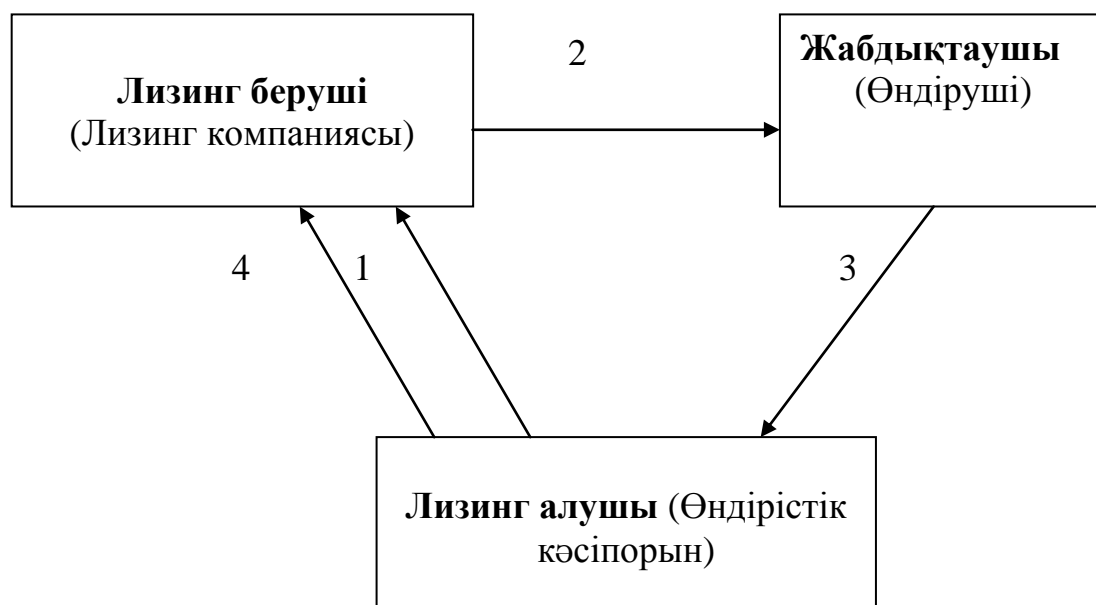 Лизинг беруші
(Лизинг компаниясы)
2
Жабдықтаушы
(Өндіруші)
4
1
3
Лизинг алушы (Өндірістік
кәсіпорын)